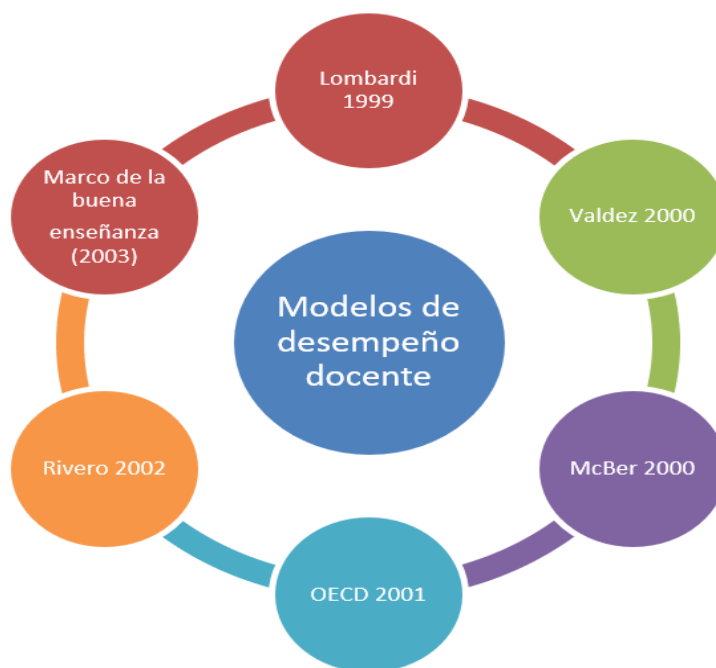 Lombardi
1999
Valdez 2000
McBer 2000
OECD 2001
Rivero 2002
Marco de la
buena
enseñanza
(2003)
Modelos de
desempeño
docente